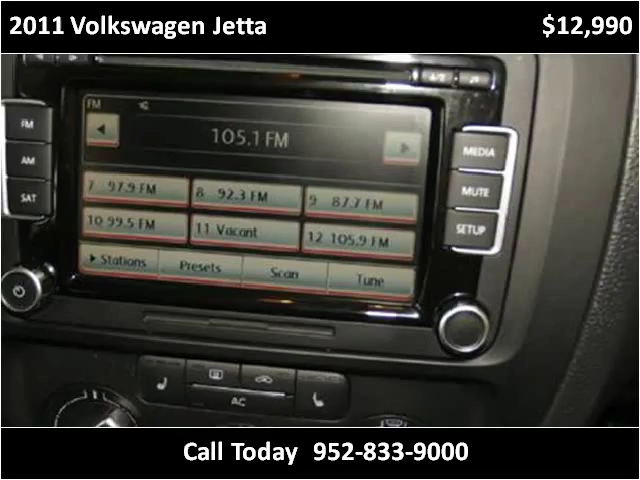 2011 Volkswagen Jetta $12,990
FM
105.1 FM
FM
AM
SAT
MEDIA
MUTE
SETUP
7 97.9 FM 8 92.3 FM 9 87.7 FM
10 99.5 FM 11 Vacant 12 105.9 FM
Stations Presets Scan Tune
AC
Call Today 952-833-9000